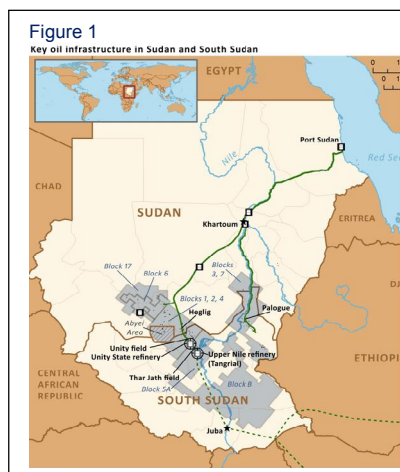 Figure 1
Key oil infrastructure in Sudan and South Sudan
EGYPT
Port Sudan
Nile
Red Sea
CHAD
SUDAN
Khartoum
ERITREA
Block 17
Block 6
Blocks
3, 7
Blocks 1, 2, 4
Heglig
Palogue
Abyei
Area
Unity field
Unity State refinery
Upper Nile refinery
(Tangrial)
Thar Jath field
Block 5A
Block B
ETHIOPI
CENTRAL
AFRICAN
REPUBLIC
SOUTH SUDAN
Juba